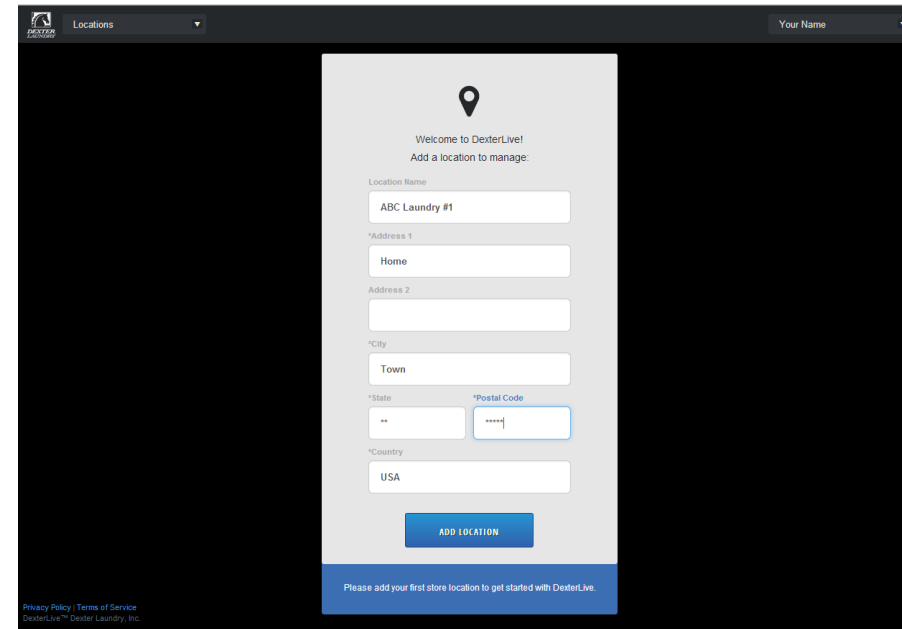 DEXTER
LAUNDRY
Locations
Your Name
Welcome to DexterLive!
Add a location to manage:
Location Name
ABC Laundry #1
*Address 1
Home
Address 2
*City
Town
*State *Postal Code
** *****
*Country
USA
ADD LOCATION
Please add your first store location to get started with DexterLive.
Privacy Policy | Terms of Service
DexterLive™ Dexter Laundry, Inc.